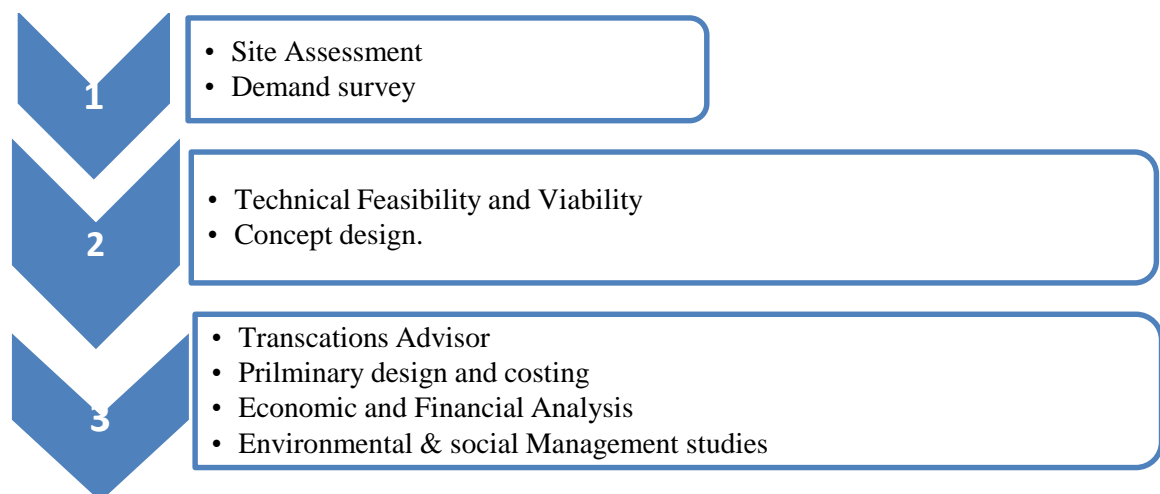 1
• Site Assessment
• Demand survey
2
• Technical Feasibility and Viability
• Concept design.
3
• Transcations Advisor
• Prilminary design and costing
• Economic and Financial Analysis
• Environmental & social Management studies